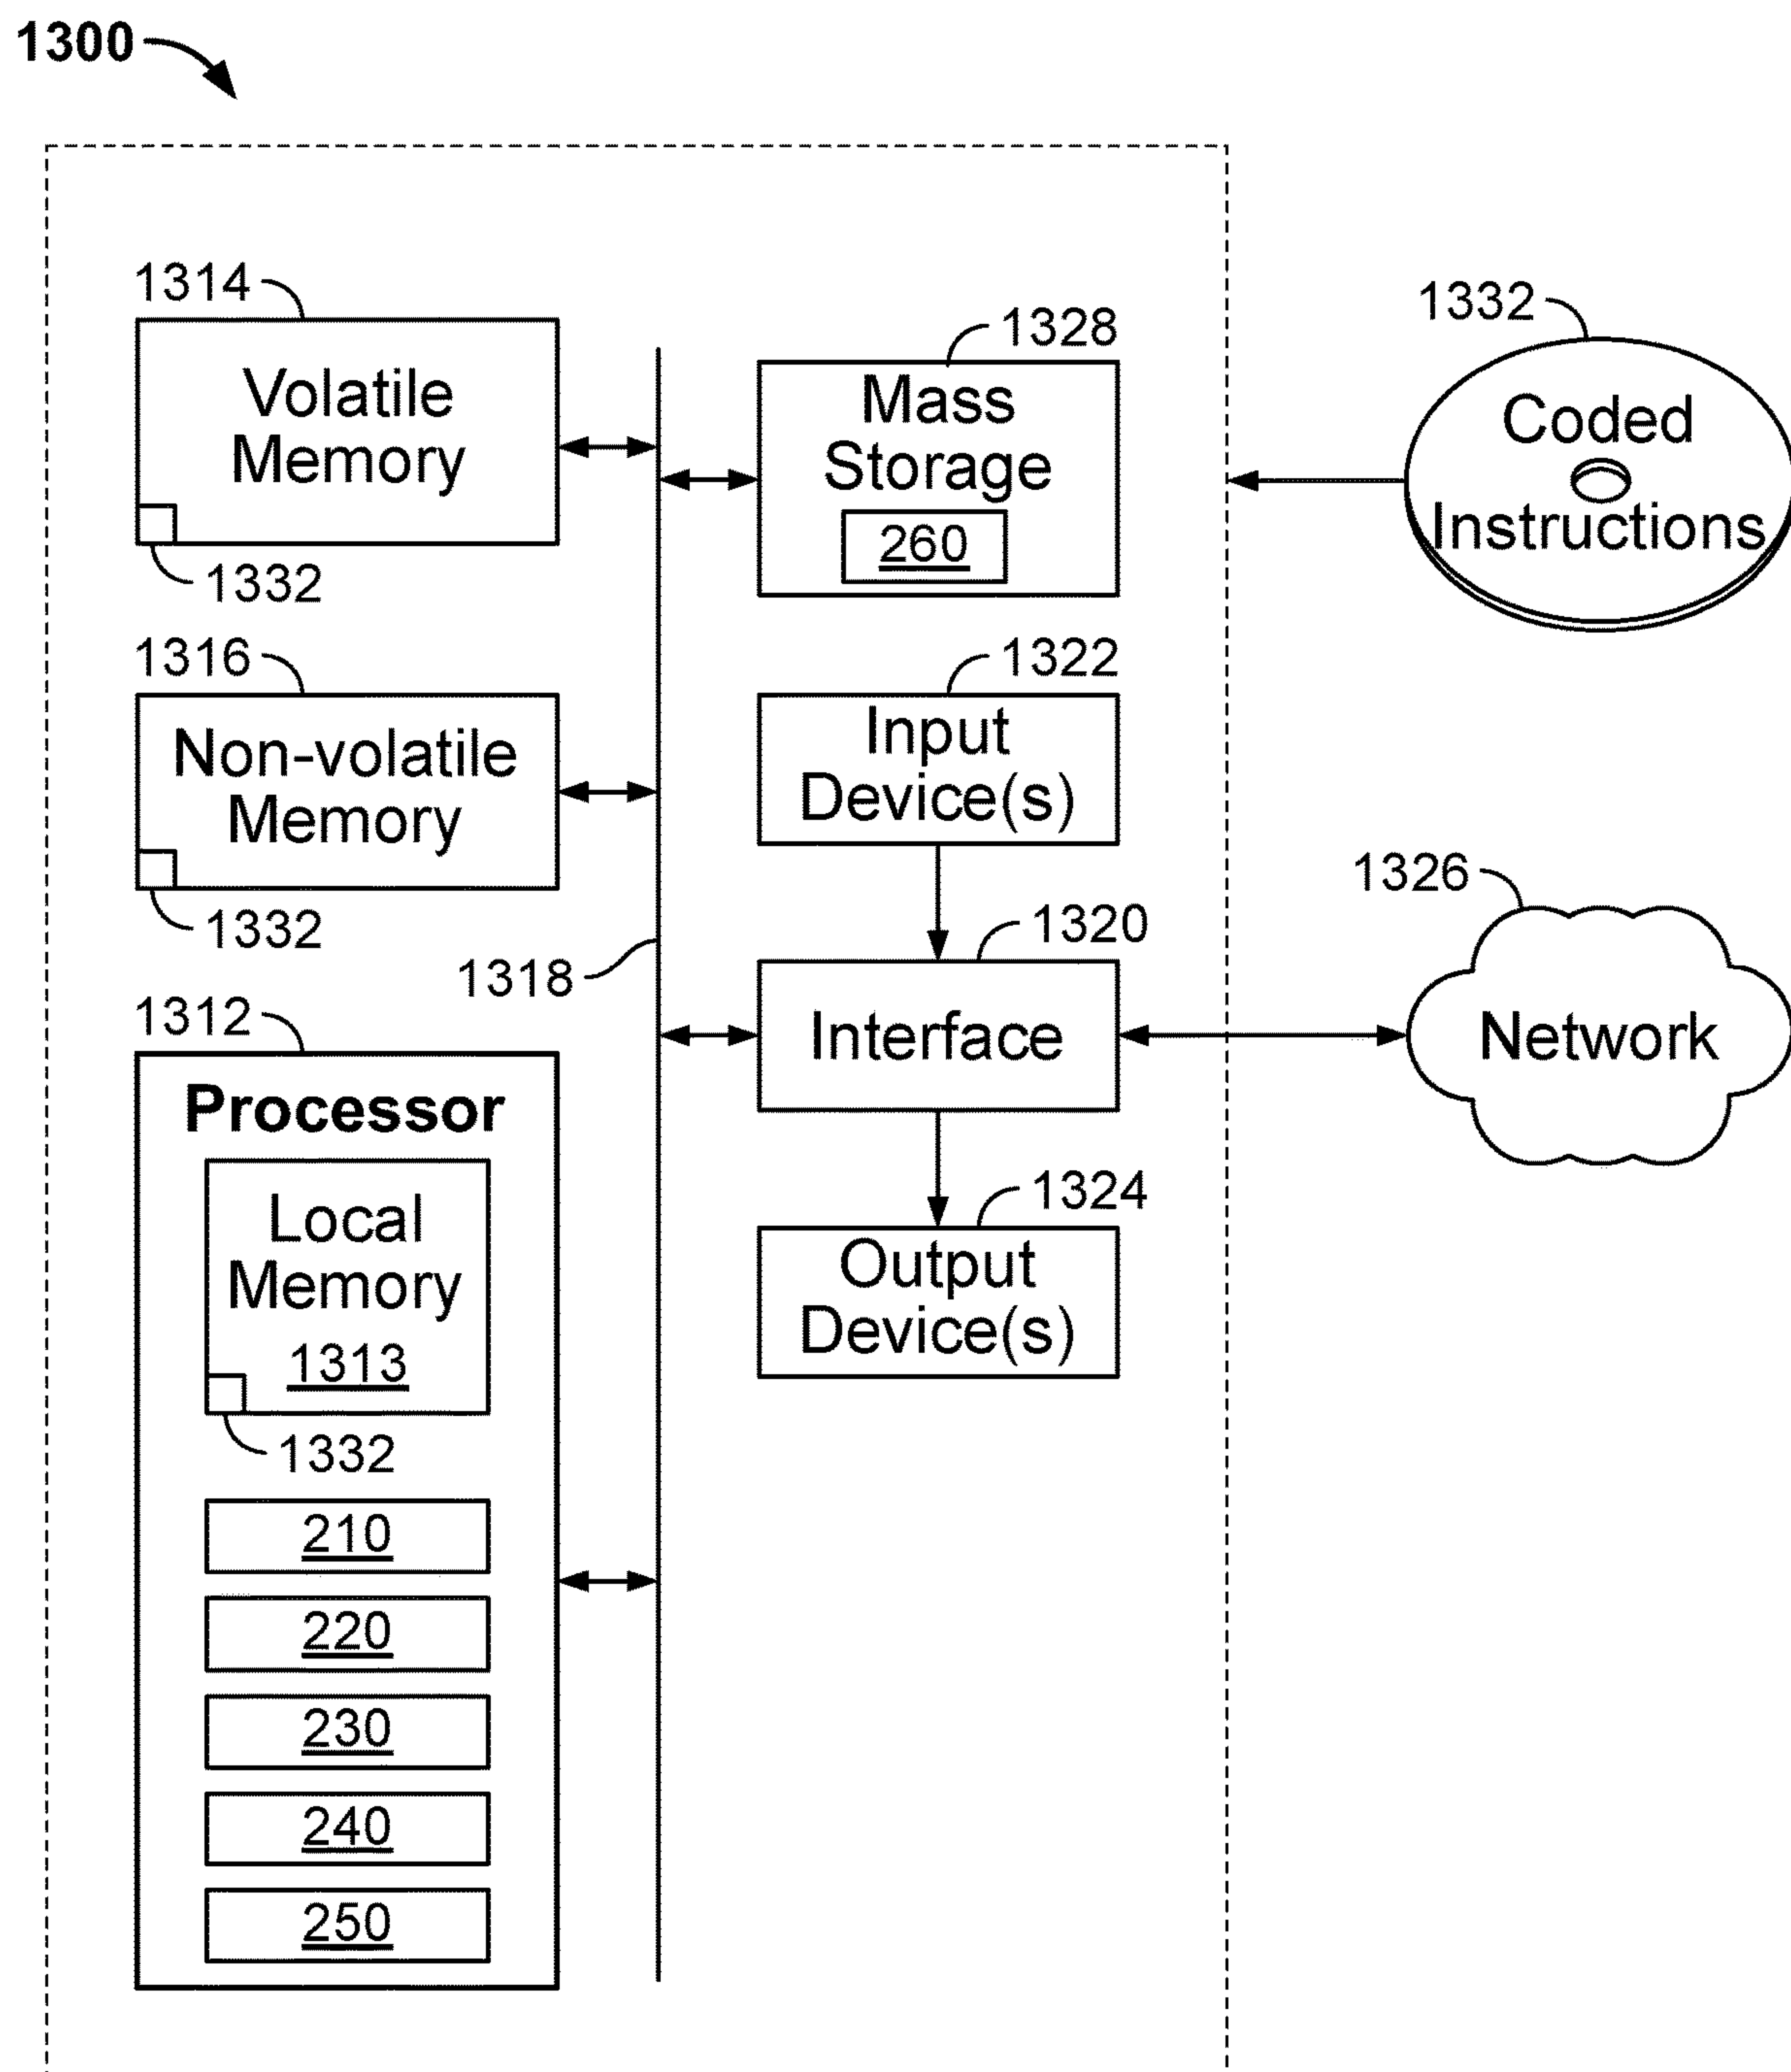 1300
1314
Volatile
Memory
1332
1328
Mass
Storage
260
1332
Coded
Instructions
1316
Non-volatile
Memory
1332
1322
Input
Device(s)
1318
1320
Interface
1326
Network
1312
Processor
Local
Memory
1313
1332
1324
Output
Device(s)
210
220
230
240
250